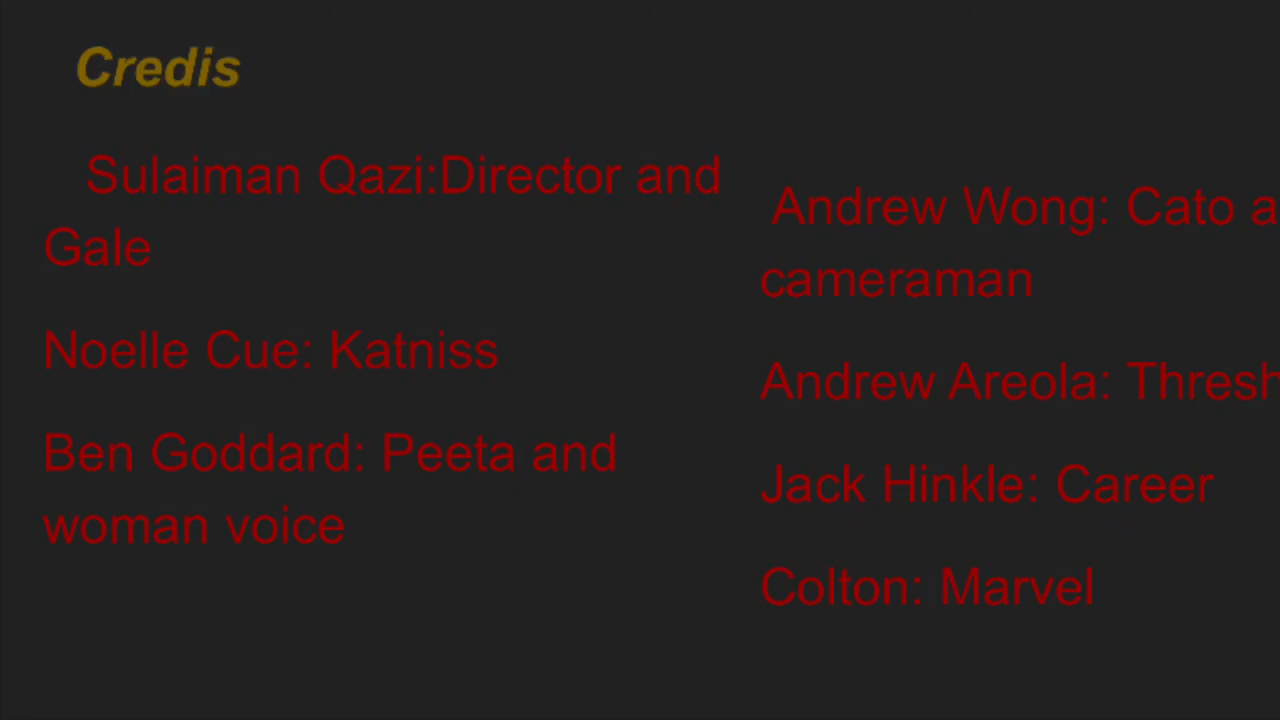 Credis
Sulaiman Qazi:Director and
Gale
Noelle Cue: Katniss
Ben Goddard: Peeta and
woman voice
Andrew Wong: Cato
cameraman
Andrew Areola:
Jack Hinkle: Career
Colton: Marvel